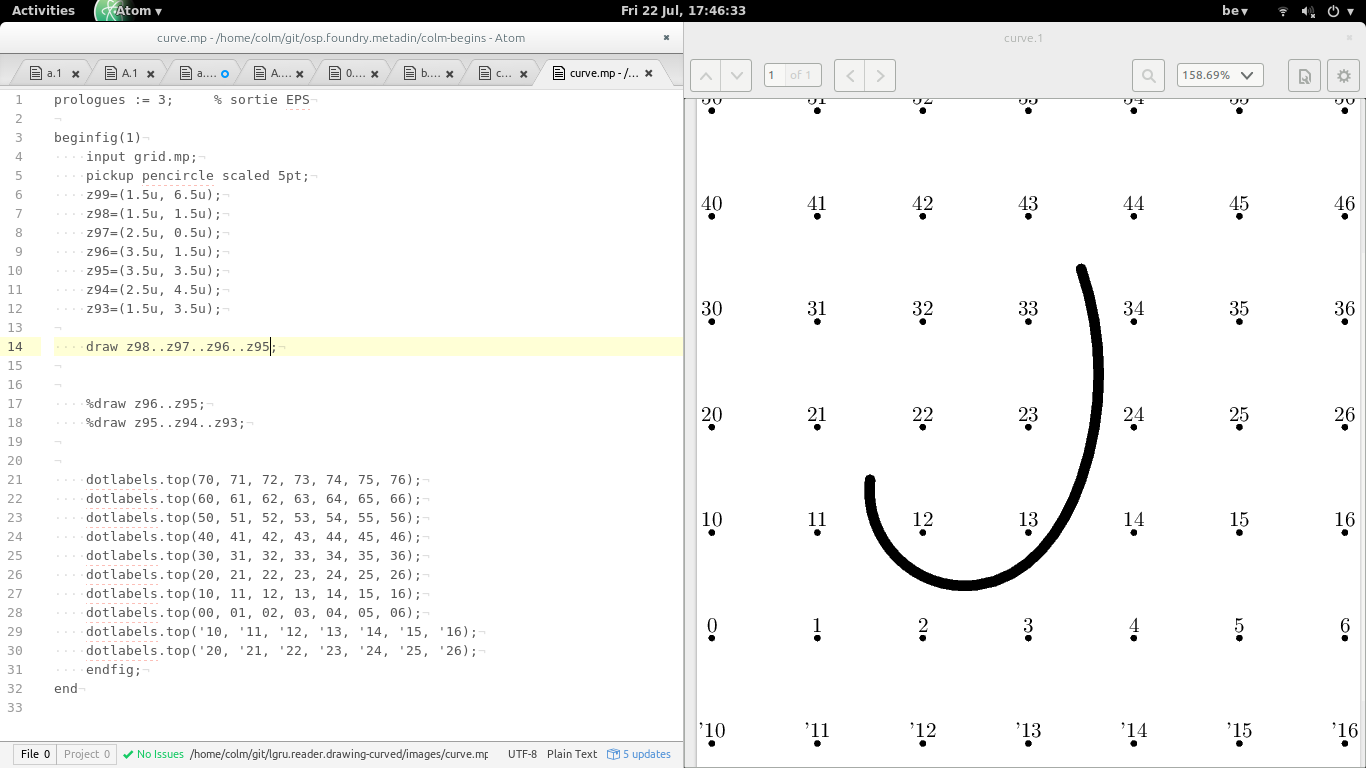 Activities Atom ▾ Fri 22 Jul, 17:46:33 be ▾
curve.mp - /home/colm/git/osp.foundry.metadin/colm-begins - Atom
a.1 A.1 a.... A.... 0.... b.... c... curve.mp - /...
1 prologues := 3; % sortie EPS
2
3 beginfig(1)
4 input grid.mp;
5 pickup pencircle scaled 5pt;
6 z99=(1.5u, 6.5u);
7 z98=(1.5u, 1.5u);
8 z97=(2.5u, 0.5u);
9 z96=(3.5u, 1.5u);
10 z95=(3.5u, 3.5u);
11 z94=(2.5u, 4.5u);
12 z93=(1.5u, 3.5u);
13
14 draw z98..z97..z96..z95;
15
16
17 %draw z96..z95;
18 %draw z95..z94..z93;
19
20
21 dotlabels.top(70, 71, 72, 73, 74, 75, 76);
22 dotlabels.top(60, 61, 62, 63, 64, 65, 66);
23 dotlabels.top(50, 51, 52, 53, 54, 55, 56);
24 dotlabels.top(40, 41, 42, 43, 44, 45, 46);
25 dotlabels.top(30, 31, 32, 33, 34, 35, 36);
26 dotlabels.top(20, 21, 22, 23, 24, 25, 26);
27 dotlabels.top(10, 11, 12, 13, 14, 15, 16);
28 dotlabels.top(00, 01, 02, 03, 04, 05, 06);
29 dotlabels.top('10, '11, '12, '13, '14, '15, '16);
30 dotlabels.top('20, '21, '22, '23, '24, '25, '26);
31 endfig;
32 end
33
File 0 Project 0 No Issues /home/colm/git/lgru.reader.drawing-curved/images/curve.mp UTF-8 Plain Text 5 updates
curve.1
1 of 1 158.69%
50 51 52 53 54 55 56
40 41 42 43 44 45 46
30 31 32 33 34 35 36
20 21 22 23 24 25 26
10 11 12 13 14 15 16
0 1 2 3 4 5 6
’10 ’11 ’12 ’13 ’14 ’15 ’16